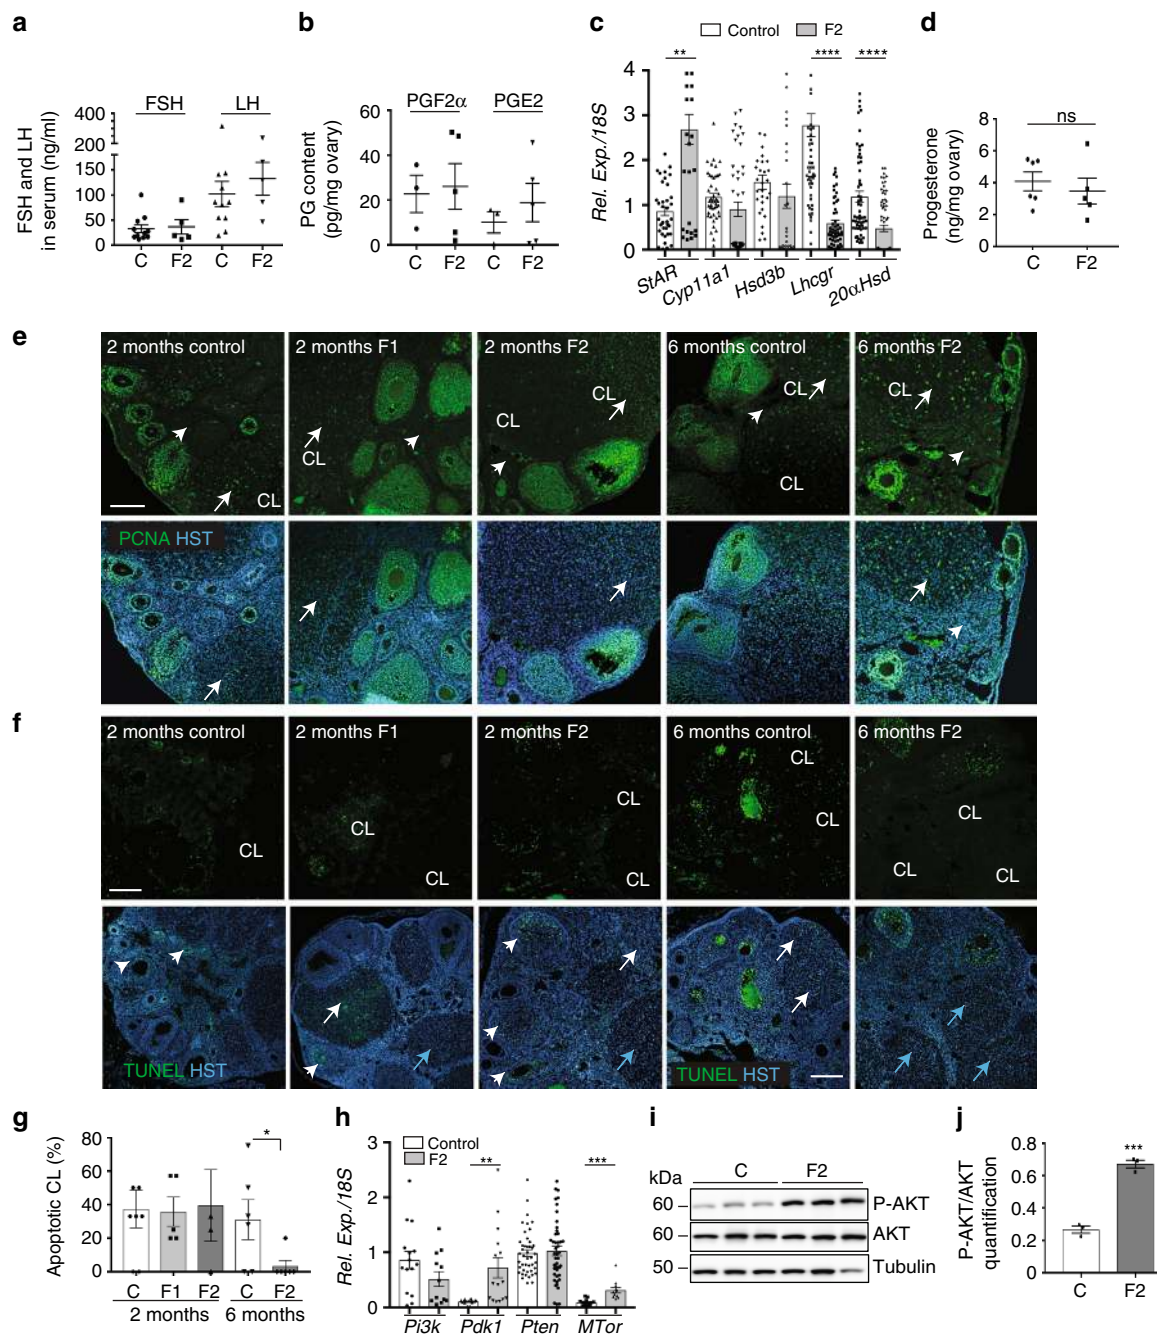 a
FSH and LH
in serum (ng/ml)
400
200
150
100
50
0
FSH
LH
C
F2
C
F2
b
PG content
(pg/mg ovary)
60
40
20
0
PGF2α
PGE2
C
F2
C
F2
c
Control
F2
Rel. Exp./18S
4
3
2
1
0
**
****
****
StAR
Cyp11a1
Hsd3b
Lhcgr
20αHsd
d
Progesterone
(ng/mg ovary)
8
6
4
2
0
ns
C
F2
e
2 months control
2 months F1
2 months F2
6 months control
6 months F2
CL
CL
CL
CL
CL
CL
CL
PCNA HST
f
2 months control
2 months F1
2 months F2
6 months control
6 months F2
CL
CL
CL
CL
CL
CL
CL
CL
CL
CL
TUNEL HST
TUNEL HST
g
Apoptotic CL (%)
80
60
40
20
0
*
C
F1
F2
C
F2
2 months
6 months
h
Rel. Exp./18S
3
2
1
0
Control
F2
**
***
Pi3k
Pdk1
Pten
MTor
i
kDa
C
F2
60
P-AKT
60
AKT
50
Tubulin
j
P-AKT/AKT
quantification
0.8
0.6
0.4
0.2
0
***
C
F2